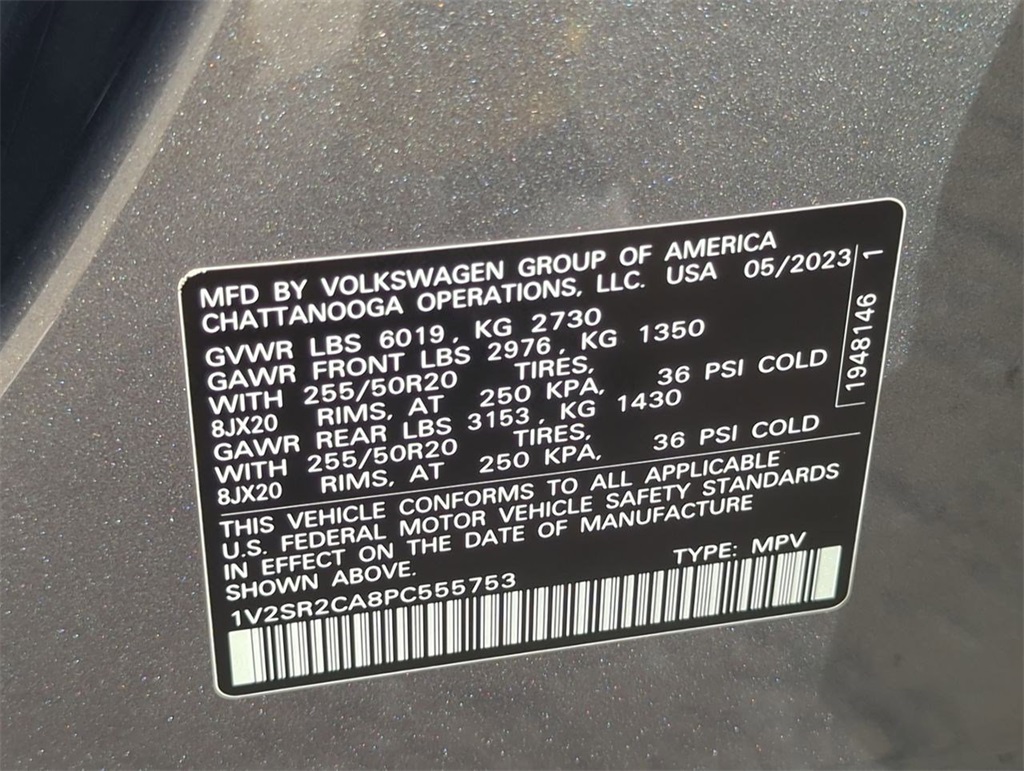 MFD BY VOLKSWAGEN GROUP OF AMERICA
CHATTANOOGA OPERATIONS, LLC. USA 05/2023
GVWR LBS 6019, KG 2730
GAWR FRONT LBS 2976, KG 1350
WITH 255/50R20 TIRES,
8JX20 RIMS, AT 250 KPA, 36 PSI COLD
GAWR REAR LBS 3153, KG 1430
WITH 255/50R20 TIRES,
8JX20 RIMS, AT 250 KPA, 36 PSI COLD
1948146 1
THIS VEHICLE CONFORMS TO ALL APPLICABLE
U.S. FEDERAL MOTOR VEHICLE SAFETY STANDARDS
IN EFFECT ON THE DATE OF MANUFACTURE
SHOWN ABOVE.
TYPE: MPV
1V2SR2CA8PC555753